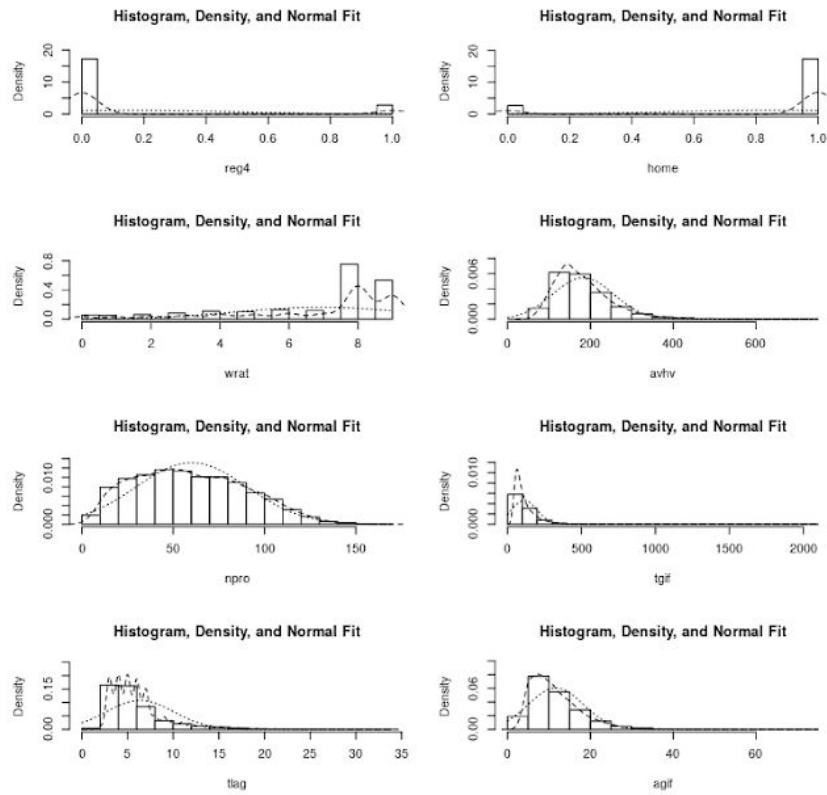 Histogram, Density, and Normal Fit
Density
0 10 20
0.0 0.2 0.4 0.6 0.8 1.0
reg4
Histogram, Density, and Normal Fit
Density
0 10 20
0.0 0.2 0.4 0.6 0.8 1.0
home
Histogram, Density, and Normal Fit
Density
0.0 0.4 0.8
0 2 4 6 8
wrat
Histogram, Density, and Normal Fit
Density
0.000 0.006
0 200 400 600
avhv
Histogram, Density, and Normal Fit
Density
0.000 0.010
0 50 100 150
npro
Histogram, Density, and Normal Fit
Density
0.000 0.010
0 500 1000 1500 2000
tgif
Histogram, Density, and Normal Fit
Density
0.00 0.15
0 5 10 15 20 25 30 35
tlag
Histogram, Density, and Normal Fit
Density
0.00 0.06
0 20 40 60
agif